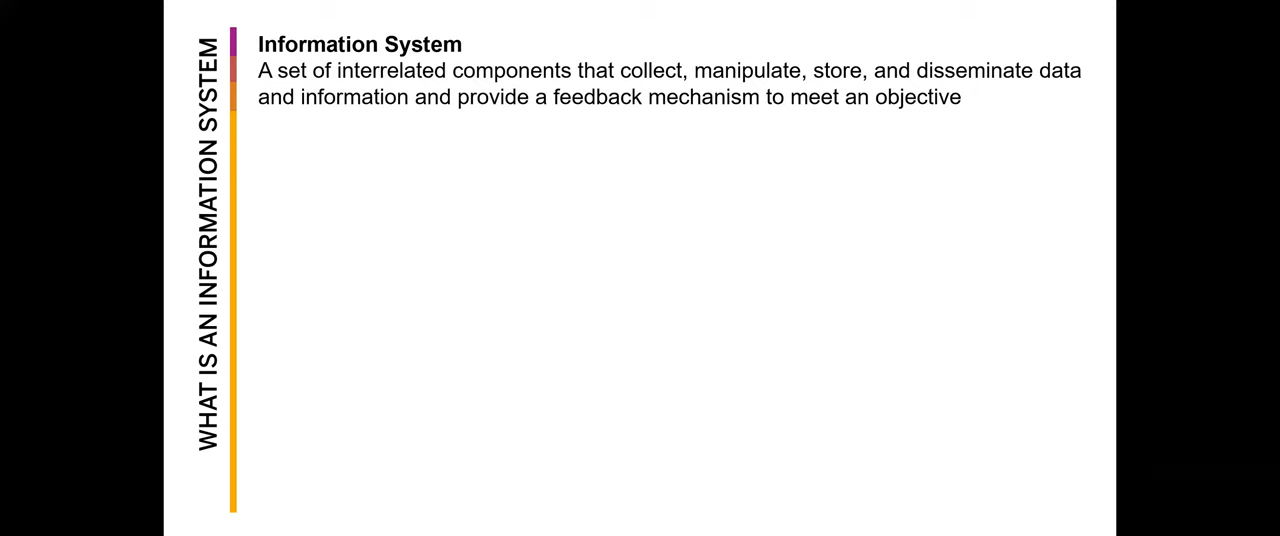 WHAT IS AN INFORMATION SYSTEM
Information System
A set of interrelated components that collect, manipulate, store, and disseminate data
and information and provide a feedback mechanism to meet an objective